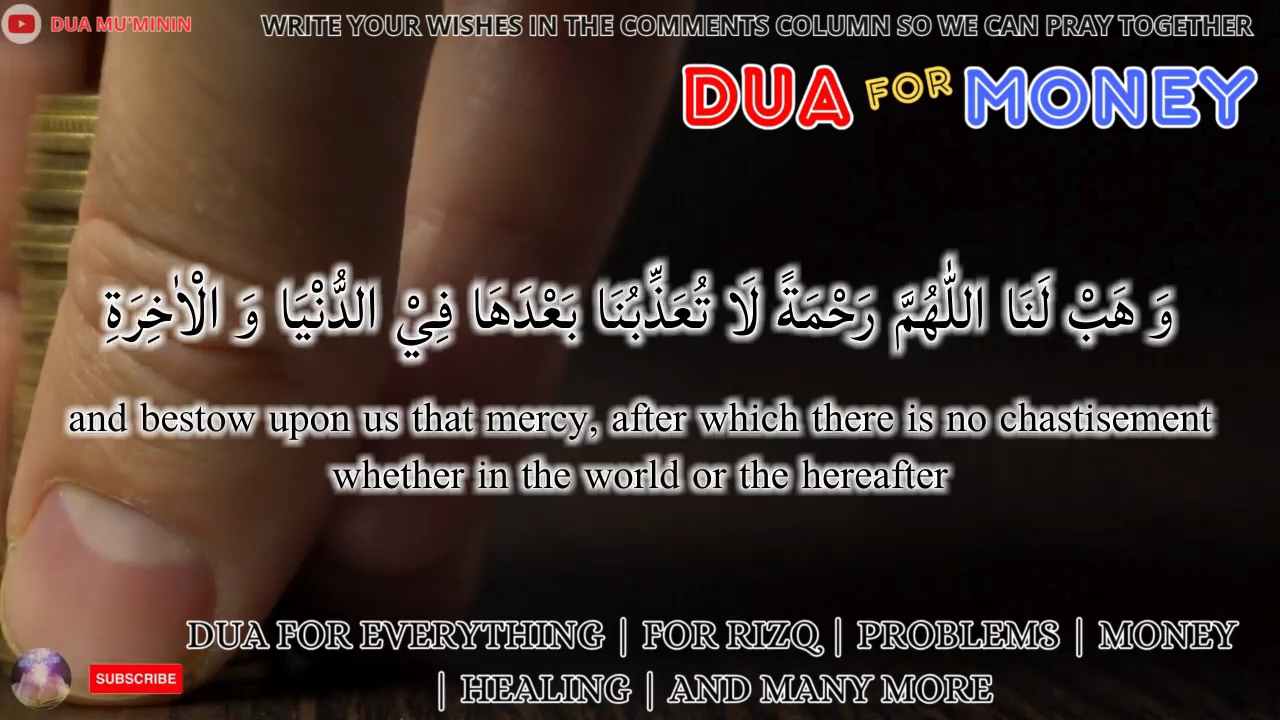 DUA MU'MININ
WRITE YOUR WISHES IN THE COMMENTS COLUMN SO WE CAN PRAY TOGETHER
DUA FOR MONEY
وَ هَبْ لَنَا اللّٰهُمَّ رَحْمَةً لَا تُعَذِّبُنَا بَعْدَهَا فِيْ الدُّنْيَا وَ الْاٰخِرَةِ
and bestow upon us that mercy, after which there is no chastisement
whether in the world or the hereafter
DUA FOR EVERYTHING | FOR RIZQ | PROBLEMS | MONEY
| HEALING | AND MANY MORE
SUBSCRIBE